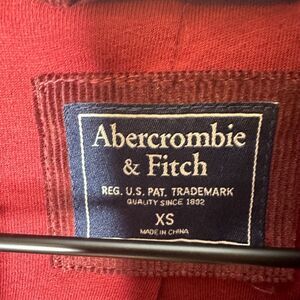 Abercrombie
& Fitch
REG. U.S. PAT. TRADEMARK
QUALITY SINCE 1892
XS
MADE IN CHINA